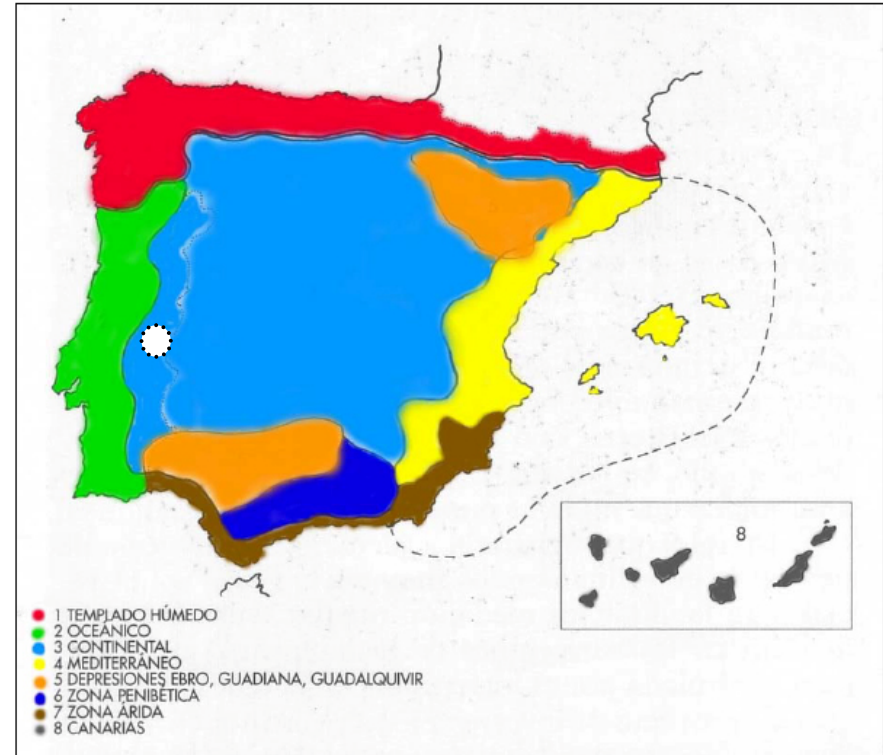 8
1 TEMPLADO HÚMEDO
2 OCEÁNICO
3 CONTINENTAL
4 MEDITERRÁNEO
5 DEPRESIONES EBRO, GUADIANA, GUADALQUIVIR
6 ZONA PENIBÉTICA
7 ZONA ÁRIDA
8 CANARIAS